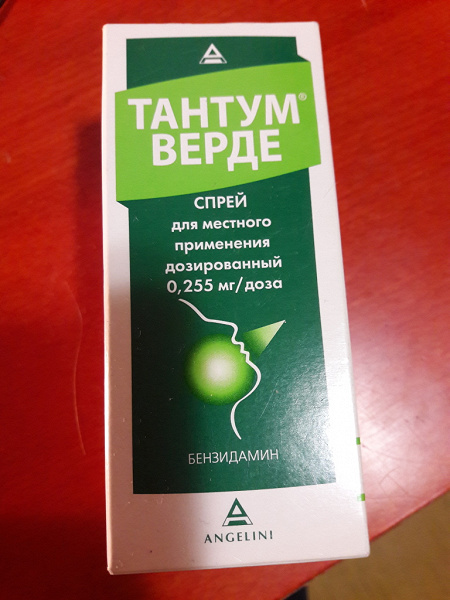 ТАНТУМ®
ВЕРДЕ
СПРЕЙ
для местного
применения
дозированный
0,255 мг/доза
БЕНЗИДАМИН
ANGELINI